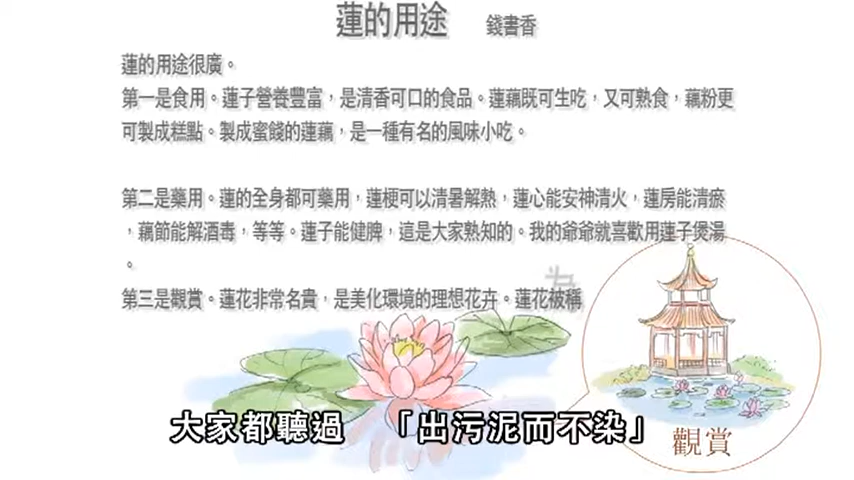 蓮的用途 錢書香
蓮的用途很廣。
第一是食用。蓮子營養豐富，是清香可口的食品。蓮藕既可生吃，又可熟食，藕粉更
可製成糕點。製成蜜餞的蓮藕，是一種有名的風味小吃。
第二是藥用。蓮的全身都可藥用，蓮梗可以清暑解熱，蓮心能安神清火，蓮房能清瘀
，藕節能解酒毒，等等。蓮子能健脾，這是大家熟知的。我的爺爺就喜歡用蓮子煲湯
。
第三是觀賞。蓮花非常名貴，是美化環境的理想花卉。蓮花被稱
觀賞
大家都聽過 「出污泥而不染」